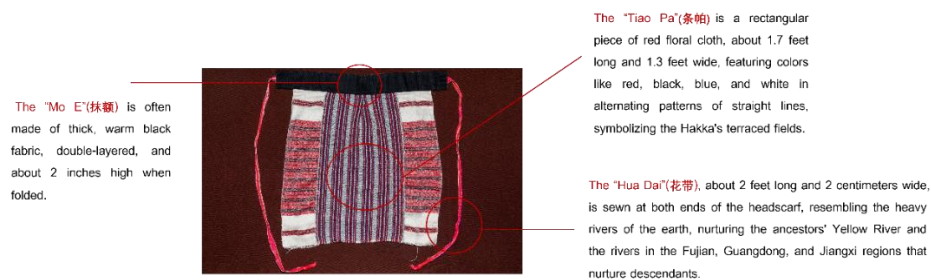 The "Tiao Pa"(条帕) is a rectangular
piece of red floral cloth, about 1.7 feet
long and 1.3 feet wide, featuring colors
like red, black, blue, and white in
alternating patterns of straight lines,
symbolizing the Hakka's terraced fields.
The "Mo E"(抹额) is often
made of thick, warm black
fabric, double-layered, and
about 2 inches high when
folded.
The "Hua Dai"(花带), about 2 feet long and 2 centimeters wide,
is sewn at both ends of the headscarf, resembling the heavy
rivers of the earth, nurturing the ancestors' Yellow River and
the rivers in the Fujian, Guangdong, and Jiangxi regions that
nurture descendants.